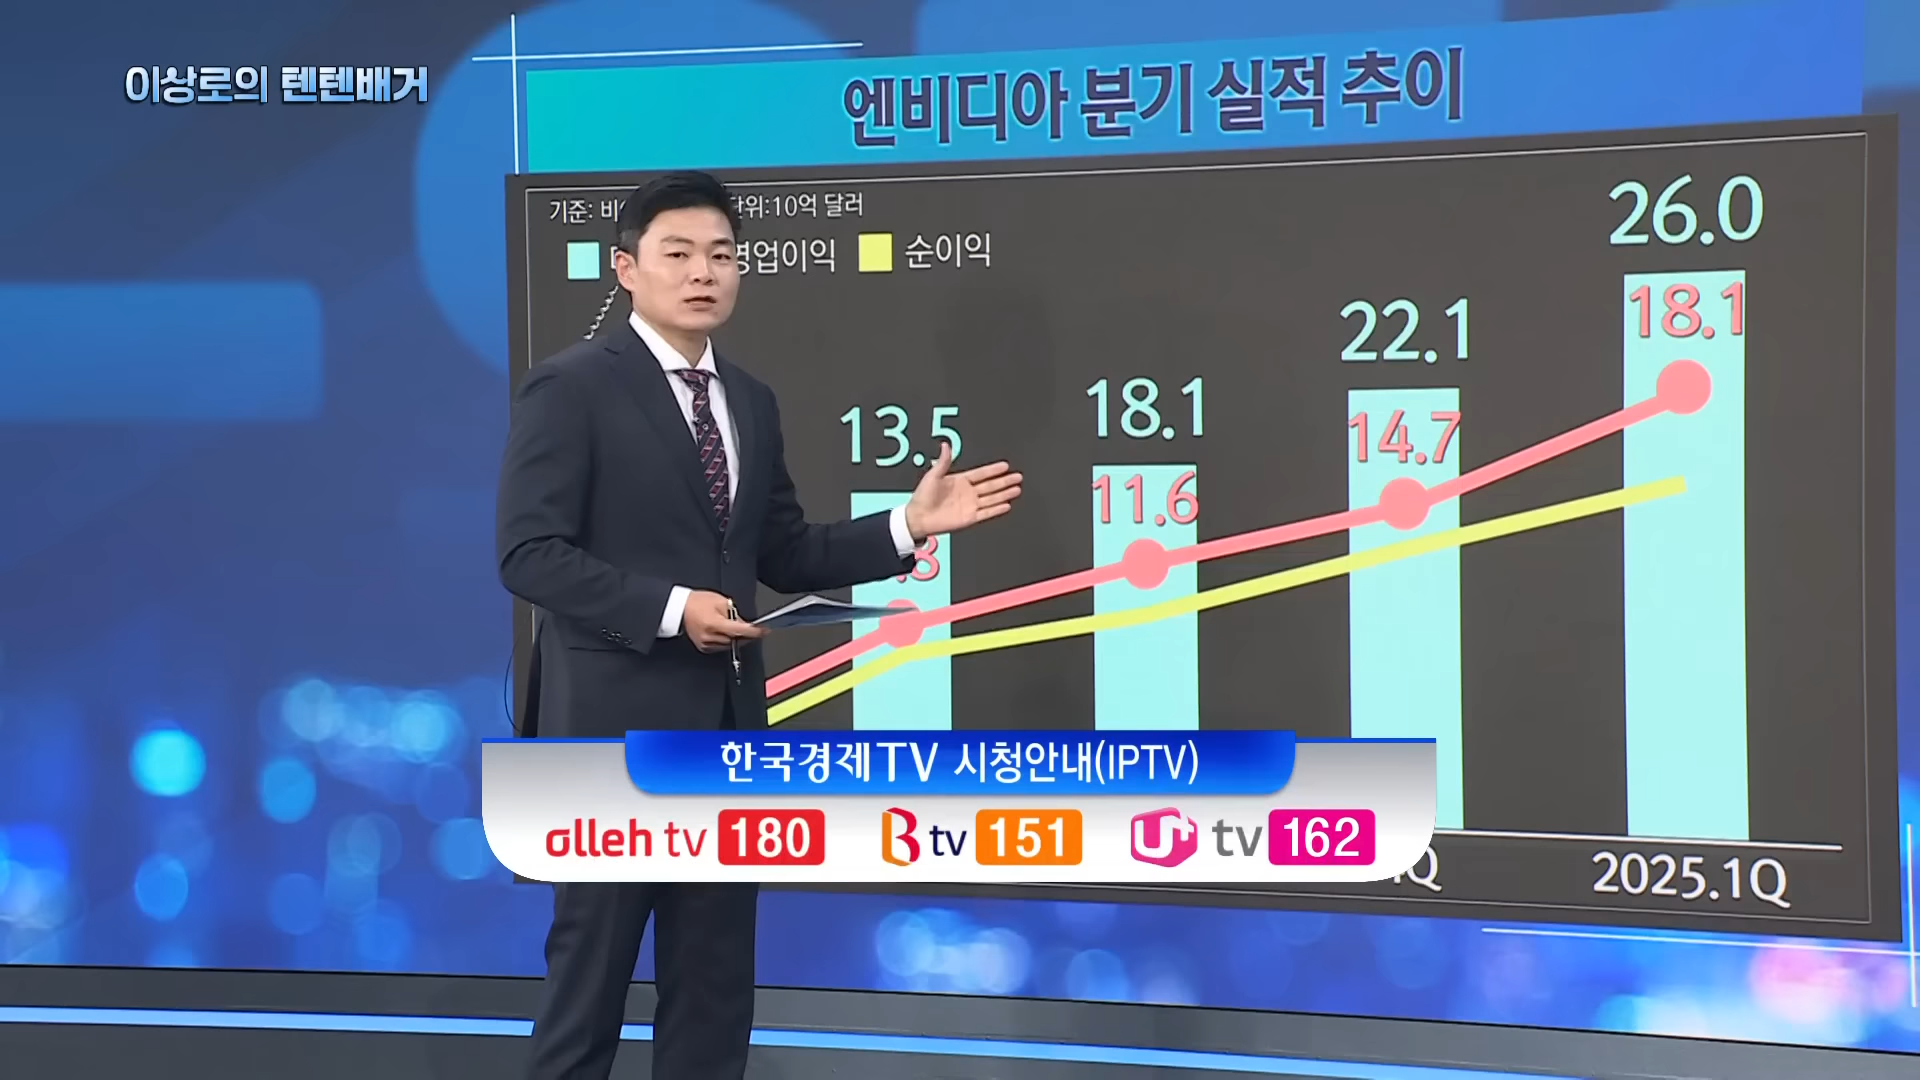 이상로의 텐텐배거
엔비디아 분기 실적 추이
기준: 단위:10억 달러
영업이익 순이익
26.0
18.1
22.1
14.7
18.1
11.6
13.5
한국경제TV 시청안내(IPTV)
olleh tv 180 B tv 151 U+ tv 162
2025.1Q